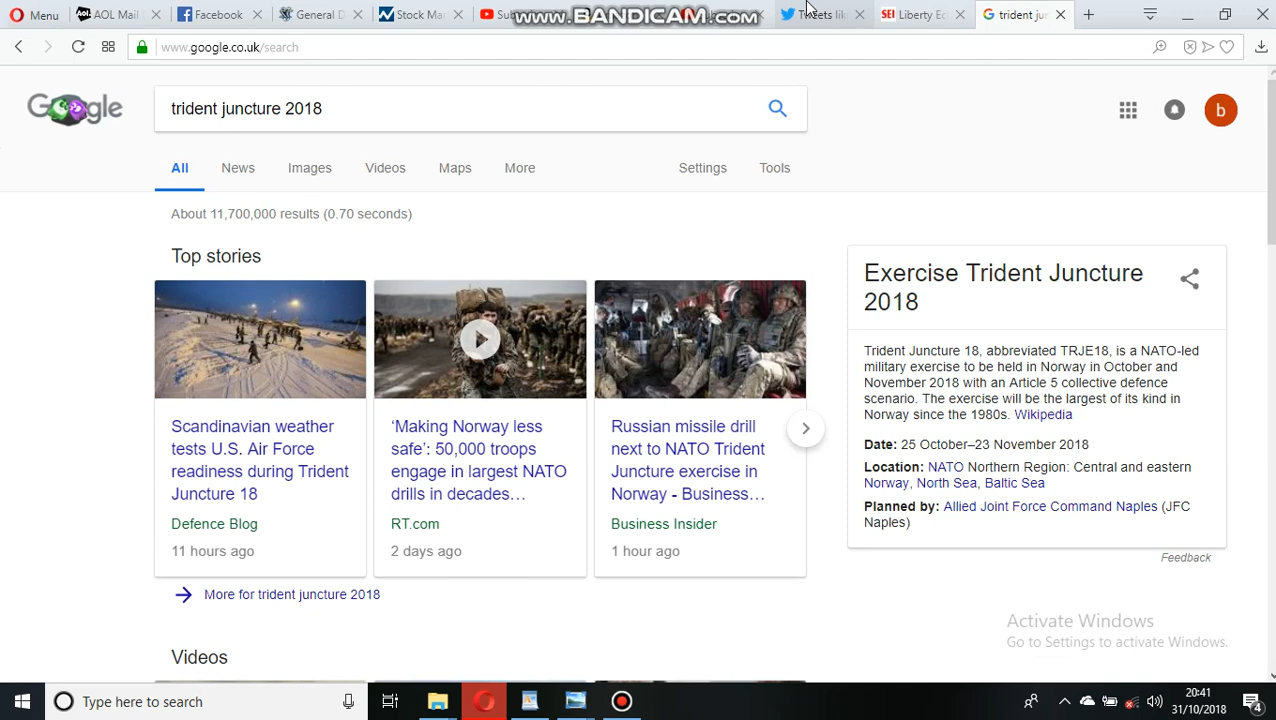 Menu
AOL Mail
Facebook
General D
Stock Mar
Su
www.BANDICAM.com
Tweets lik
SEI Liberty Ec
trident jun
www.google.co.uk/search
Google
trident juncture 2018
b
All News Images Videos Maps More Settings Tools
About 11,700,000 results (0.70 seconds)
Top stories
Scandinavian weather
tests U.S. Air Force
readiness during Trident
Juncture 18
Defence Blog
11 hours ago
‘Making Norway less
safe’: 50,000 troops
engage in largest NATO
drills in decades…
RT.com
2 days ago
Russian missile drill
next to NATO Trident
Juncture exercise in
Norway - Business…
Business Insider
1 hour ago
More for trident juncture 2018
Videos
Exercise Trident Juncture
2018
Trident Juncture 18, abbreviated TRJE18, is a NATO-led
military exercise to be held in Norway in October and
November 2018 with an Article 5 collective defence
scenario. The exercise will be the largest of its kind in
Norway since the 1980s. Wikipedia
Date: 25 October–23 November 2018
Location: NATO Northern Region: Central and eastern
Norway, North Sea, Baltic Sea
Planned by: Allied Joint Force Command Naples (JFC
Naples)
Feedback
Activate Windows
Go to Settings to activate Windows.
Type here to search
20:41
31/10/2018
4